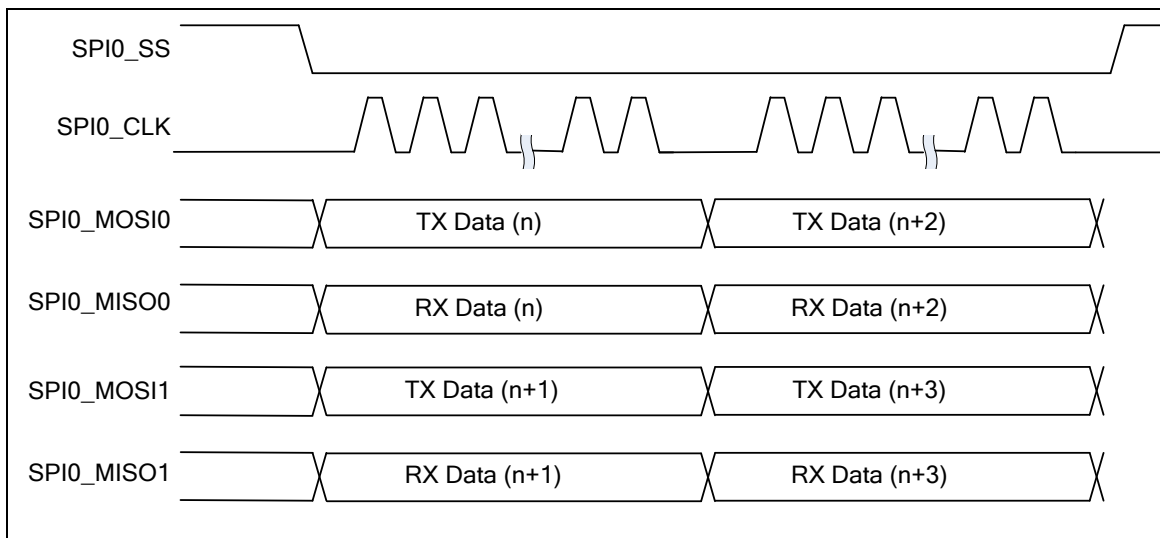 SPI0_SS
SPI0_CLK
SPI0_MOSI0 TX Data (n) TX Data (n+2)
SPI0_MISO0 RX Data (n) RX Data (n+2)
SPI0_MOSI1 TX Data (n+1) TX Data (n+3)
SPI0_MISO1 RX Data (n+1) RX Data (n+3)